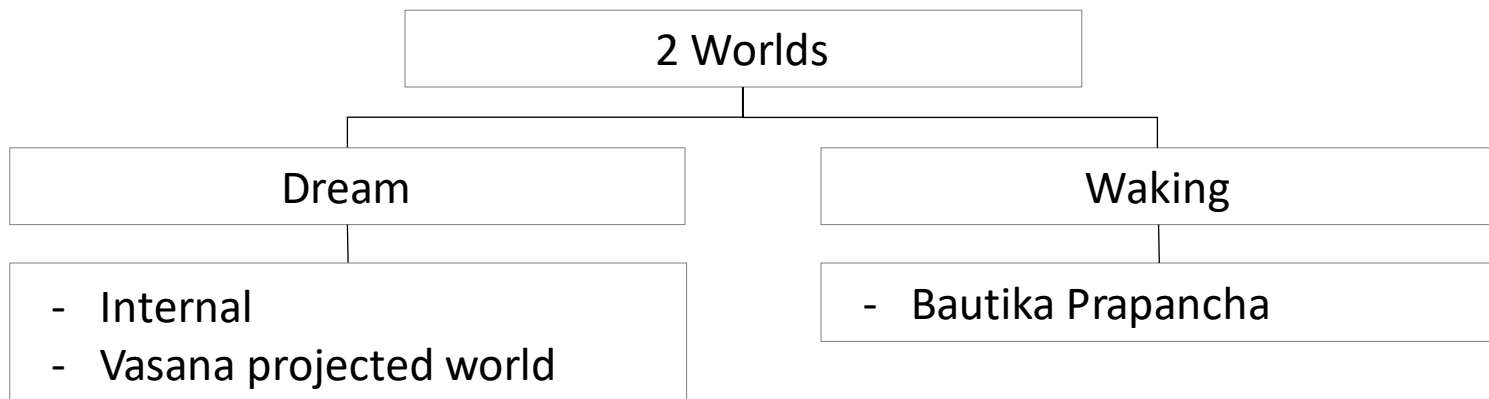 2 Worlds
Dream
Waking
- Internal
- Vasana projected world
- Bautika Prapancha